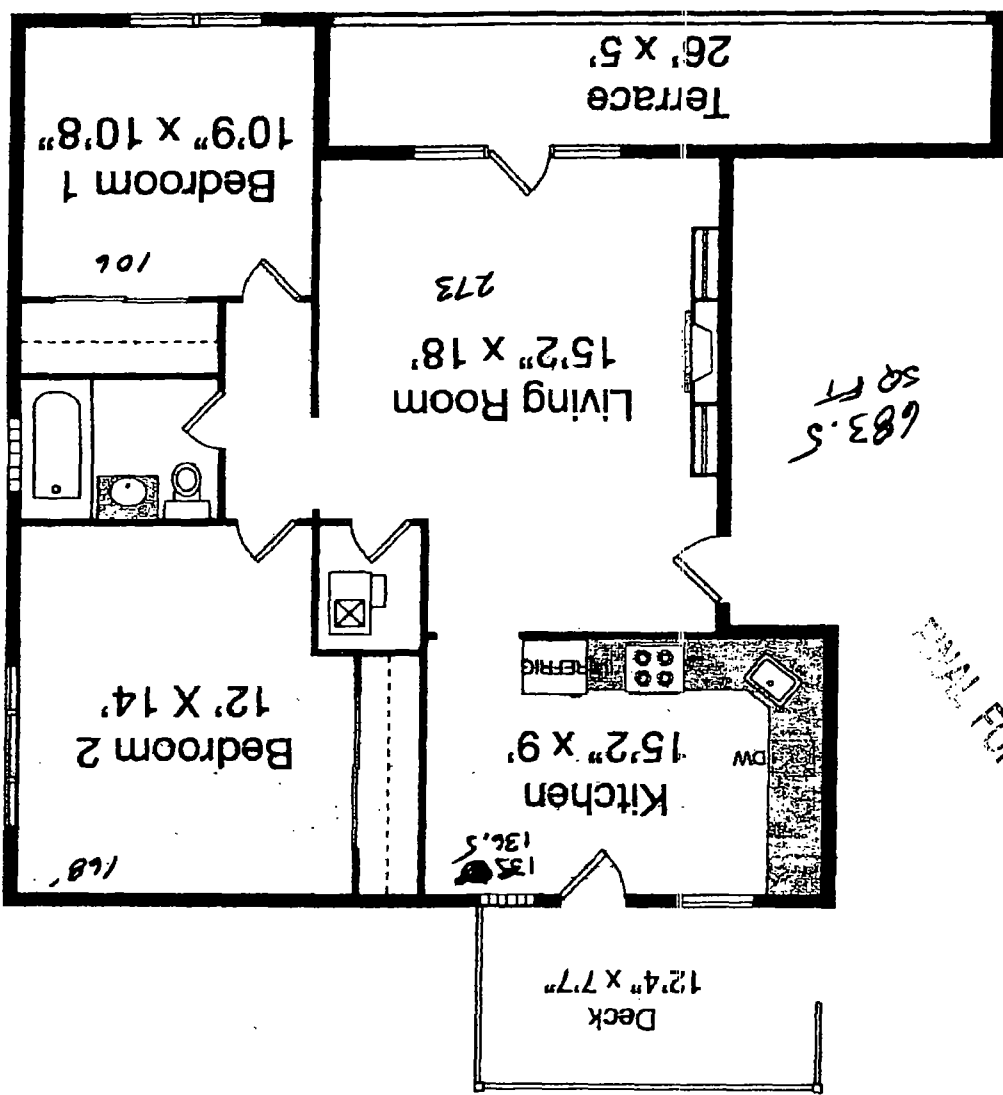 Deck
12'4" x 7'7"
135
136.5
Kitchen
15'2" x 9'
DW
REFRIG
168'
Bedroom 2
12' X 14'
FINAL
683.5
SQ FT
Living Room
15'2" x 18'
273
106
Bedroom 1
10'9" x 10'8"
Terrace
26' x 5'